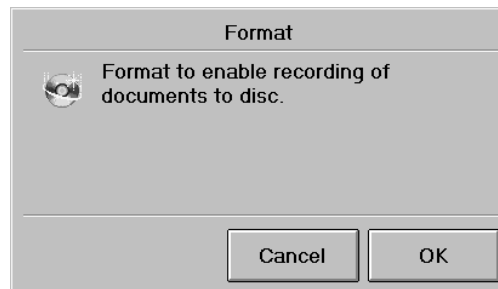 Format
Format to enable recording of
documents to disc.
Cancel
OK